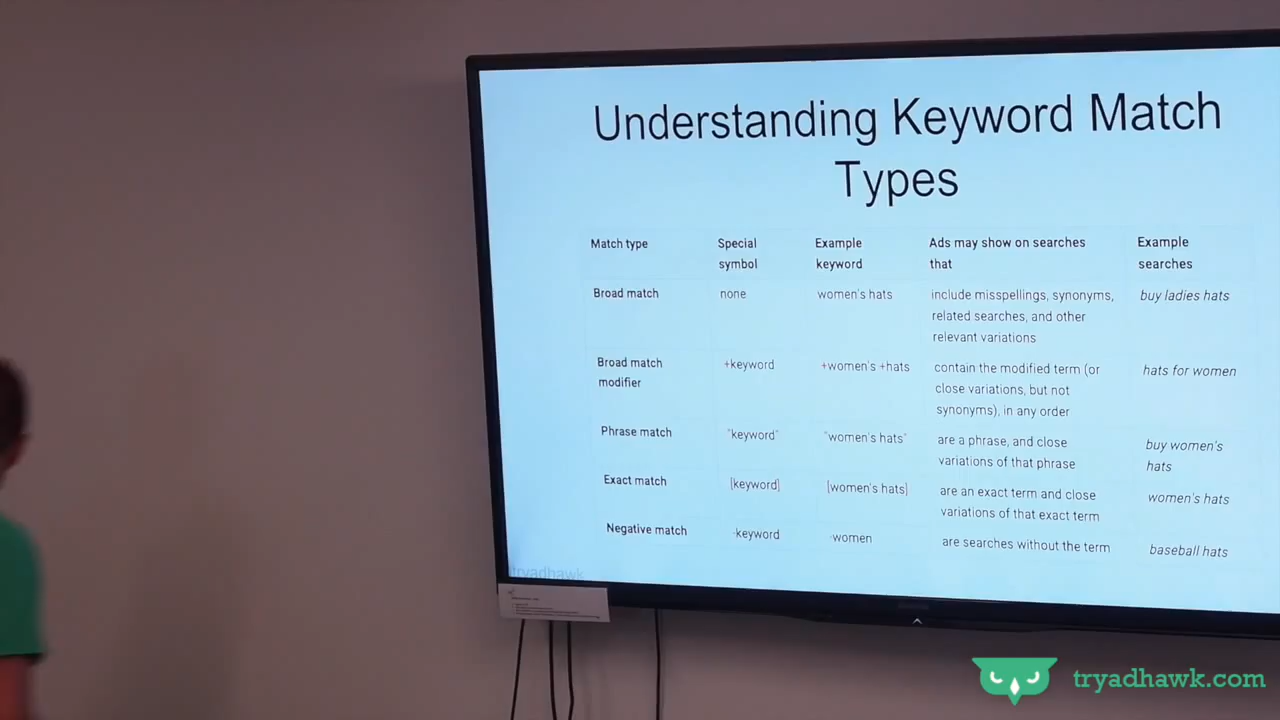 Understanding Keyword Match
Types
Match type Special symbol Example keyword Ads may show on searches that Example searches
Broad match none women's hats include misspellings, synonyms, related searches, and other relevant variations buy ladies hats
Broad match modifier +keyword +women's +hats contain the modified term (or close variations, but not synonyms), in any order hats for women
Phrase match "keyword" "women's hats" are a phrase, and close variations of that phrase buy women's hats
Exact match [keyword] [women's hats] are an exact term and close variations of that exact term women's hats
Negative match -keyword -women are searches without the term baseball hats
tryadhawk
tryadhawk.com